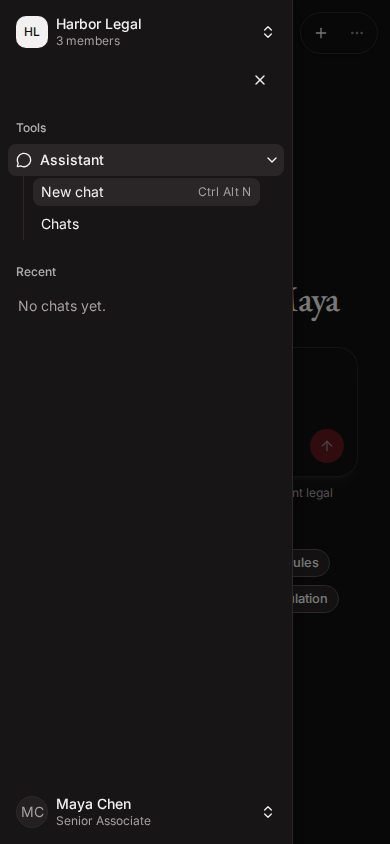 HL
Harbor Legal
3 members
Tools
Assistant
New chat
Ctrl Alt N
Chats
Recent
No chats yet.
legal
MC
Maya Chen
Senior Associate